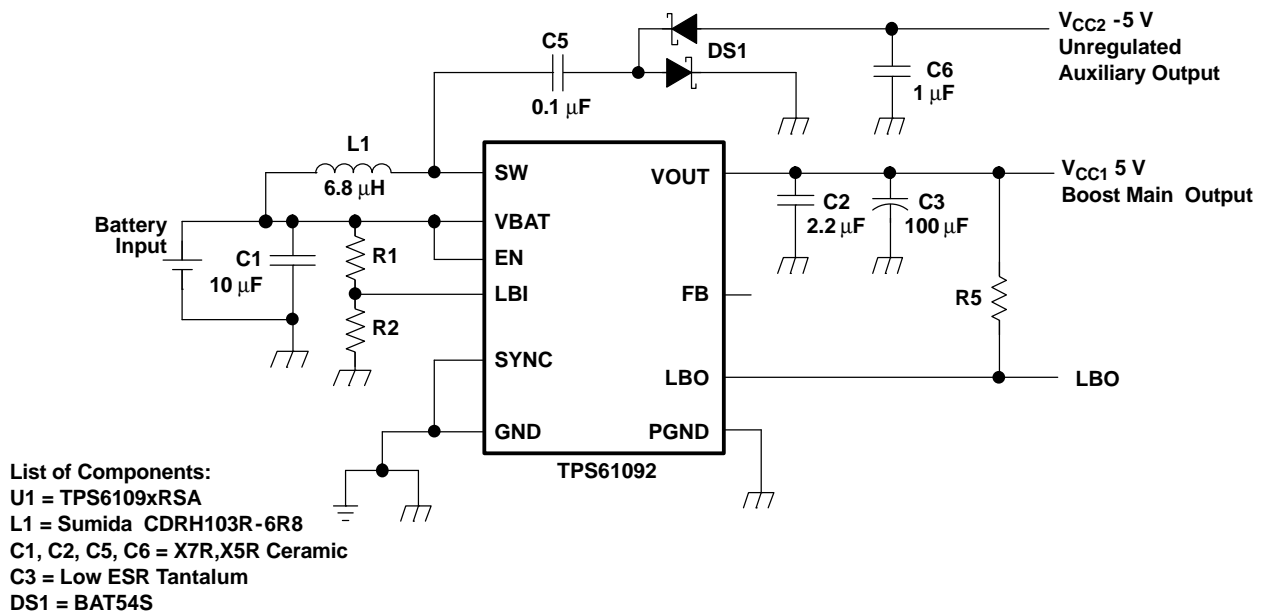 C5
0.1 µF
DS1
C6
1 µF
VCC2 -5 V
Unregulated
Auxiliary Output
L1
6.8 µH
Battery
Input
C1
10 µF
R1
R2
SW
VBAT
EN
LBI
SYNC
GND
VOUT
FB
LBO
PGND
TPS61092
C2
2.2 µF
C3
100 µF
R5
VCC1 5 V
Boost Main Output
LBO
List of Components:
U1 = TPS6109xRSA
L1 = Sumida CDRH103R-6R8
C1, C2, C5, C6 = X7R,X5R Ceramic
C3 = Low ESR Tantalum
DS1 = BAT54S